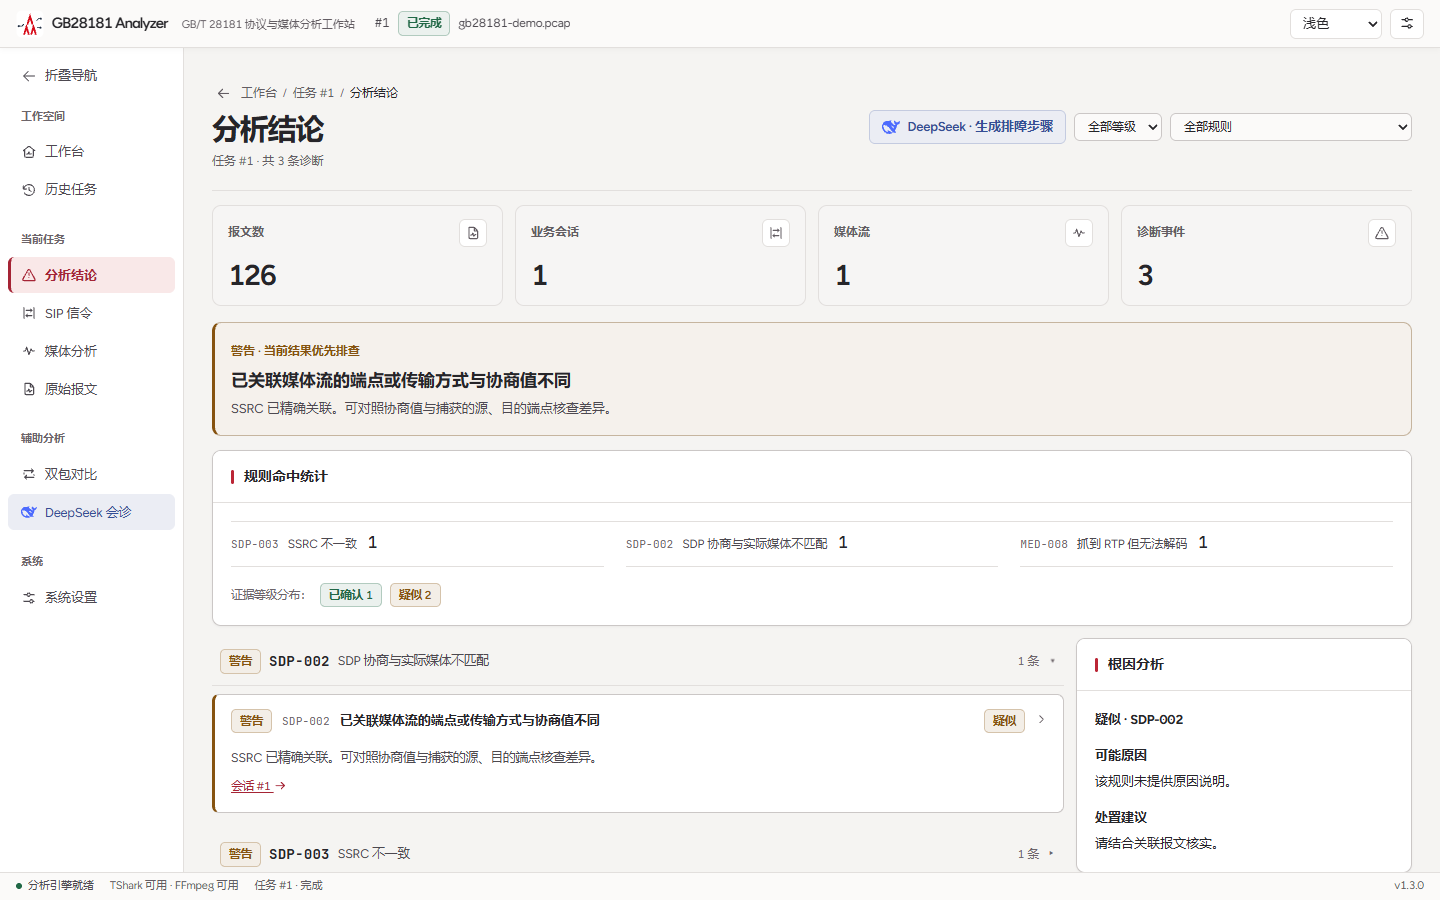 GB28181 Analyzer GB/T 28181 协议与媒体分析工作站 #1 已完成 gb28181-demo.pcap 浅色
折叠导航
工作空间
工作台
历史任务
当前任务
分析结论
SIP 信令
媒体分析
原始报文
辅助分析
双包对比
DeepSeek 会诊
系统
系统设置
工作台 / 任务 #1 / 分析结论
分析结论
任务 #1 · 共 3 条诊断
DeepSeek · 生成排障步骤 全部等级 全部规则
报文数
126
业务会话
1
媒体流
1
诊断事件
3
警告 · 当前结果优先排查
已关联媒体流的端点或传输方式与协商值不同
SSRC 已精确关联。可对照协商值与捕获的源、目的端点核查差异。
规则命中统计
SDP-003 SSRC 不一致 1
SDP-002 SDP 协商与实际媒体不匹配 1
MED-008 抓到 RTP 但无法解码 1
证据等级分布： 已确认 1 疑似 2
警告 SDP-002 SDP 协商与实际媒体不匹配 1 条
警告 SDP-002 已关联媒体流的端点或传输方式与协商值不同 疑似
SSRC 已精确关联。可对照协商值与捕获的源、目的端点核查差异。
会话 #1 →
警告 SDP-003 SSRC 不一致 1 条
根因分析
疑似 · SDP-002
可能原因
该规则未提供原因说明。
处置建议
请结合关联报文核实。
分析引擎就绪 TShark 可用 · FFmpeg 可用 任务 #1 · 完成 v1.3.0